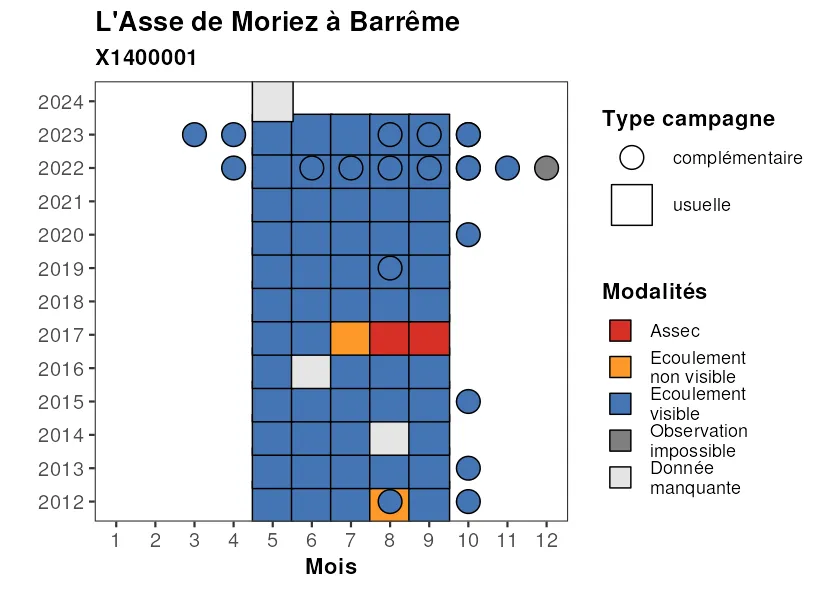 L'Asse de Moriez à Barrême
X1400001
2024
2023
2022
2021
2020
2019
2018
2017
2016
2015
2014
2013
2012
1 2 3 4 5 6 7 8 9 10 11 12
Mois
Type campagne
complémentaire
usuelle
Modalités
Assec
Ecoulement
non visible
Ecoulement
visible
Observation
impossible
Donnée
manquante